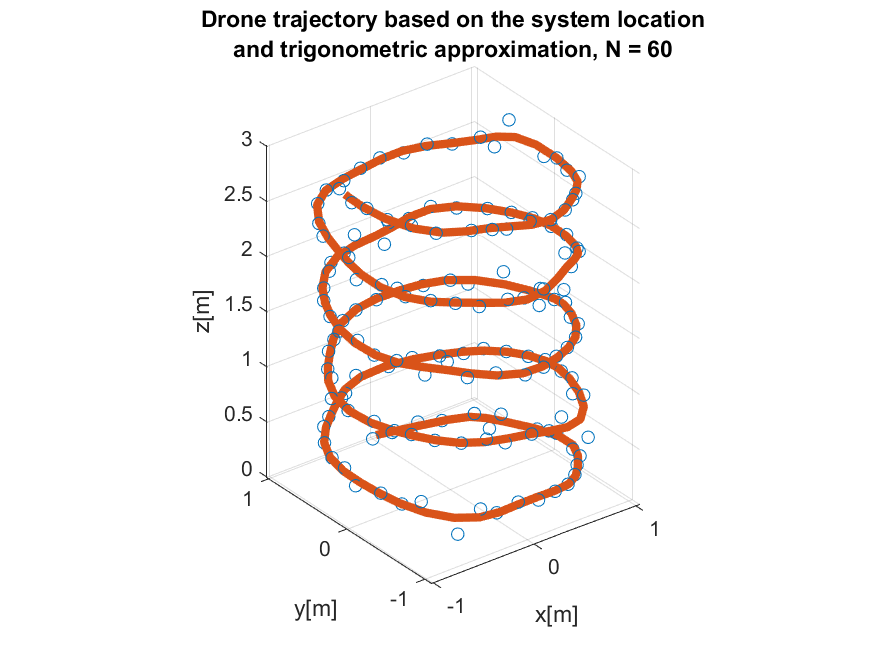 Drone trajectory based on the system location
and trigonometric approximation, N = 60
3
2.5
2
1.5
1
0.5
0
z[m]
1
0
-1
y[m]
-1
0
1
x[m]